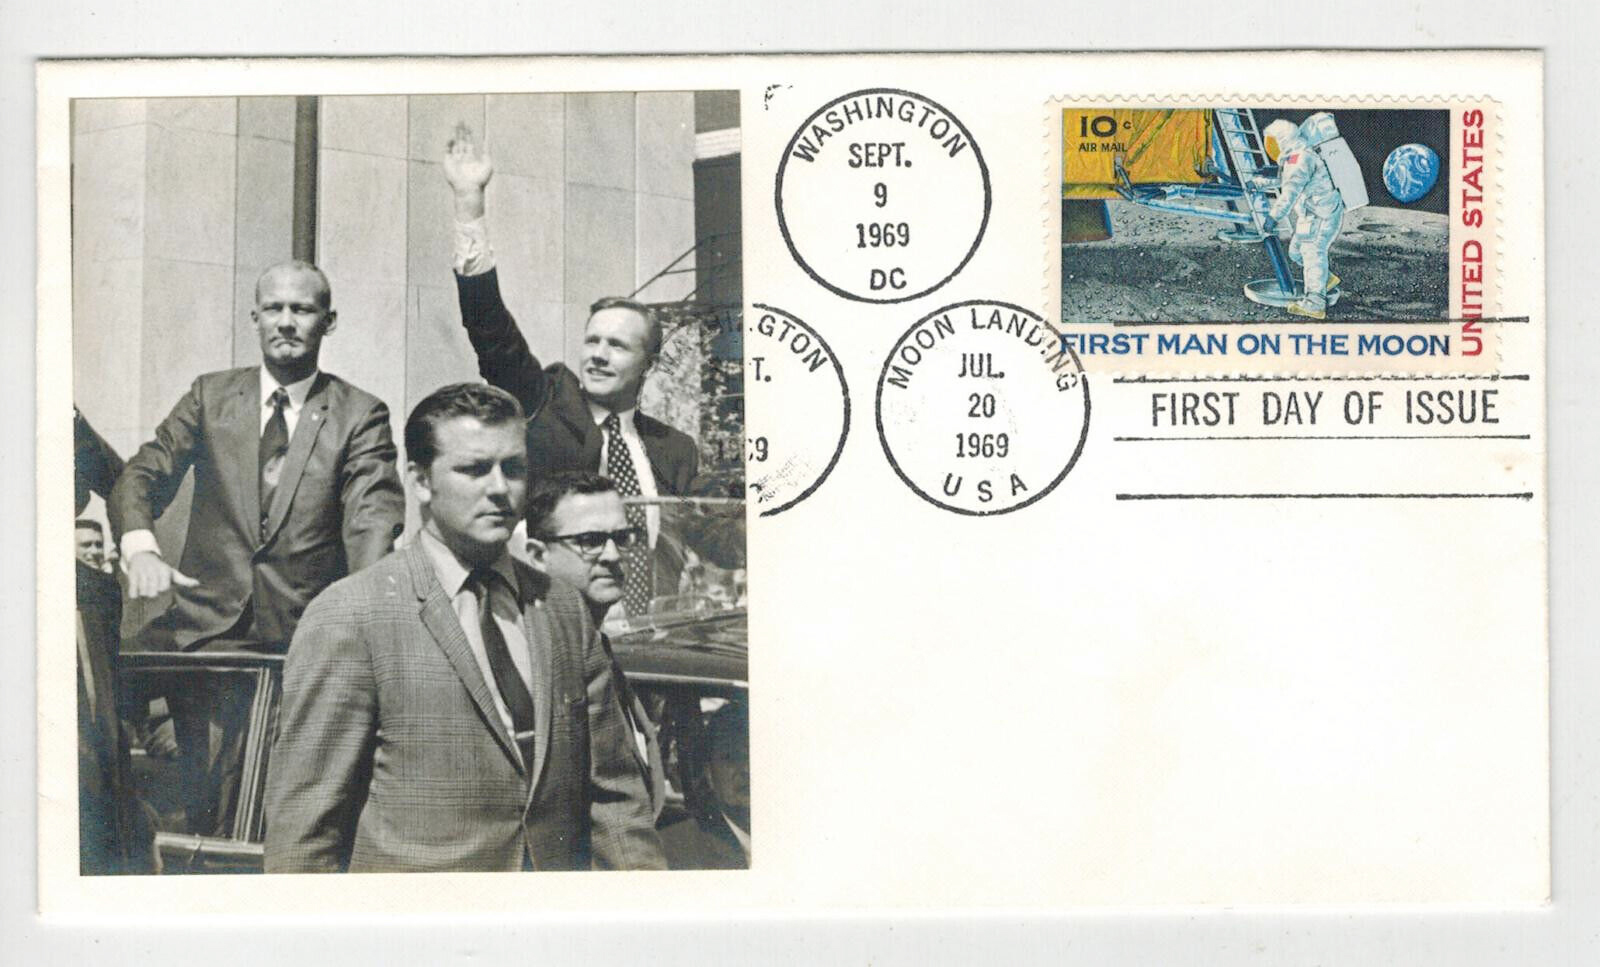 WASHINGTON
SEPT.
9
1969
DC
10c
AIR MAIL
UNITED STATES
FIRST MAN ON THE MOON
GTON
T.
MOON LANDING
JUL.
20
1969
USA
FIRST DAY OF ISSUE